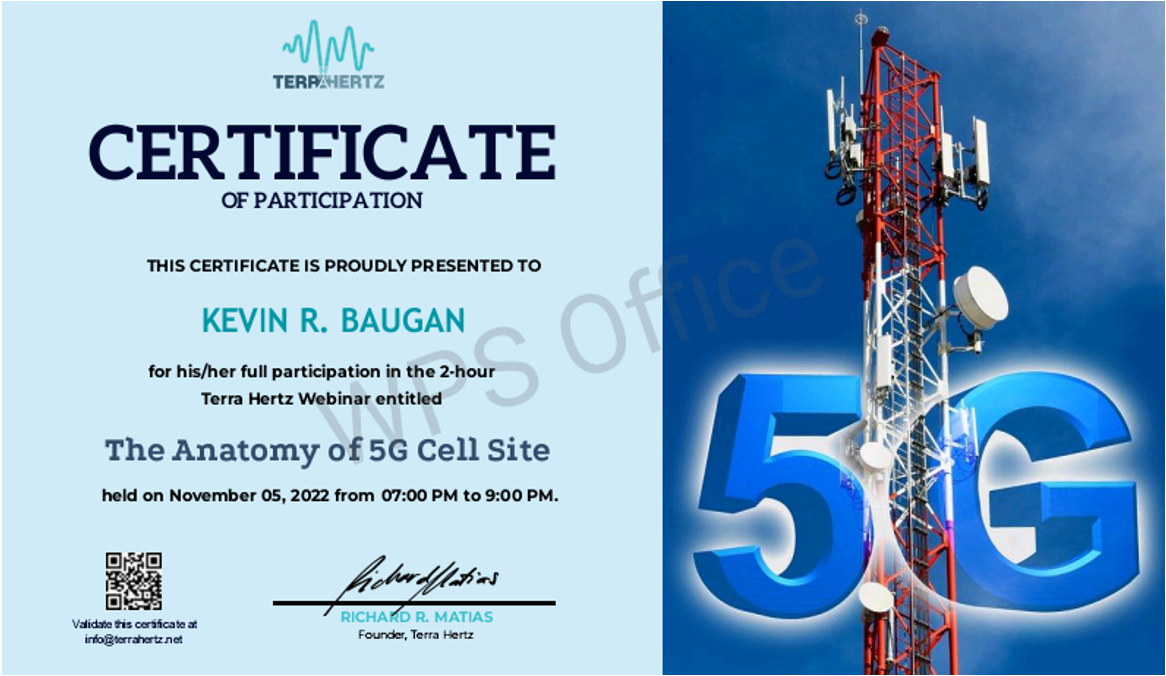 TERRAHERTZ
CERTIFICATE
OF PARTICIPATION
THIS CERTIFICATE IS PROUDLY PRESENTED TO
KEVIN R. BAUGAN
for his/her full participation in the 2-hour
Terra Hertz Webinar entitled
The Anatomy of 5G Cell Site
held on November 05, 2022 from 07:00 PM to 9:00 PM.
Validate this certificate at
info@terrahertz.net
Richard Matias
RICHARD R. MATIAS
Founder, Terra Hertz
WPS Office
5G